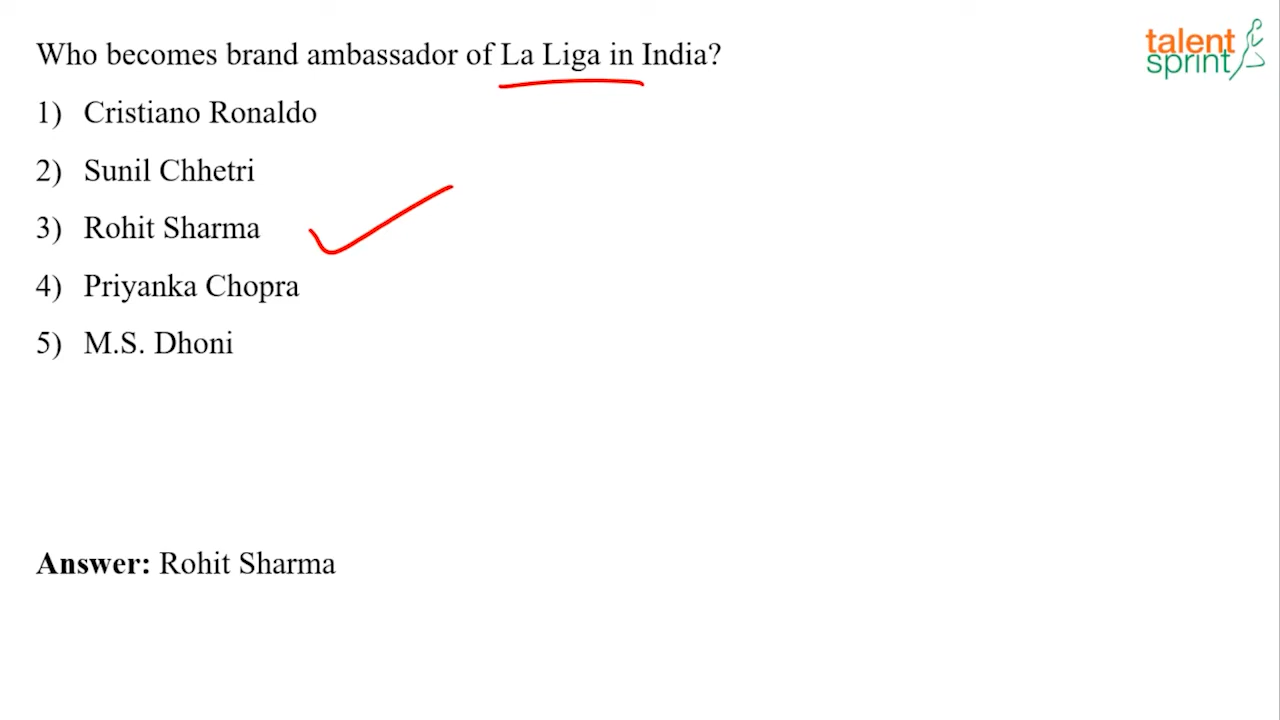 Who becomes brand ambassador of La Liga in India?
talent
sprint
1) Cristiano Ronaldo
2) Sunil Chhetri
3) Rohit Sharma
4) Priyanka Chopra
5) M.S. Dhoni
Answer: Rohit Sharma